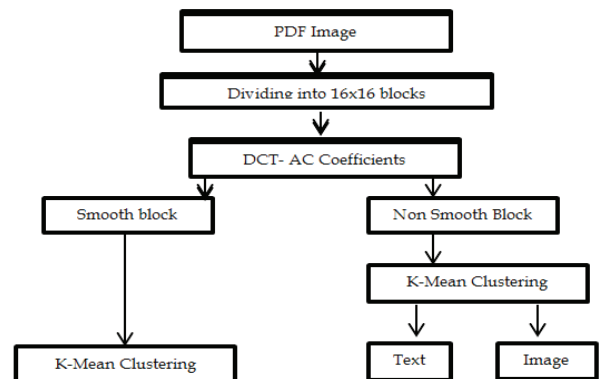 PDF Image
Dividing into 16x16 blocks
DCT- AC Coefficients
Smooth block
Non Smooth Block
K-Mean Clustering
Text
Image
K-Mean Clustering